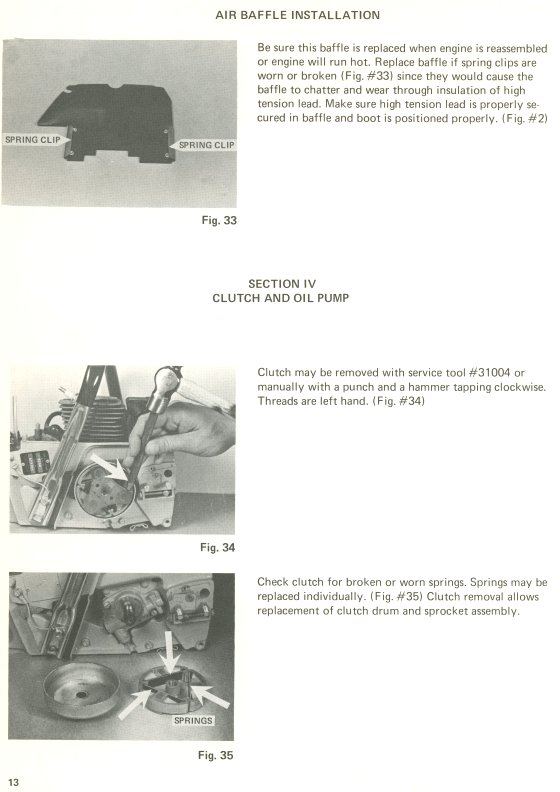 AIR BAFFLE INSTALLATION
Be sure this baffle is replaced when engine is reassembled
or engine will run hot. Replace baffle if spring clips are
worn or broken (Fig. #33) since they would cause the
baffle to chatter and wear through insulation of high
tension lead. Make sure high tension lead is properly se-
cured in baffle and boot is positioned properly. (Fig. #2)
SPRING CLIP
SPRING CLIP
Fig. 33
SECTION IV
CLUTCH AND OIL PUMP
Clutch may be removed with service tool #31004 or
manually with a punch and a hammer tapping clockwise.
Threads are left hand. (Fig. #34)
Fig. 34
Check clutch for broken or worn springs. Springs may be
replaced individually. (Fig. #35) Clutch removal allows
replacement of clutch drum and sprocket assembly.
SPRINGS
Fig. 35
13